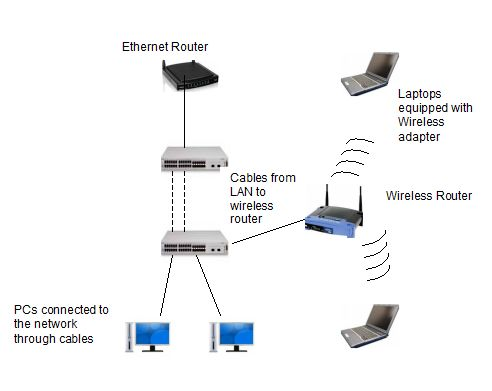 Ethernet Router
Laptops
equipped with
Wireless
adapter
Cables from
LAN to
wireless
router
Wireless Router
PCs connected to
the network
through cables